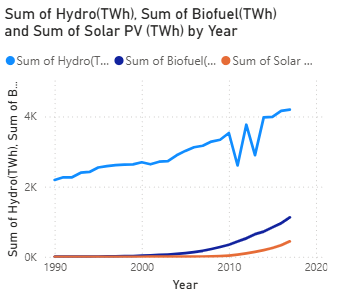 Sum of Hydro(TWh), Sum of Biofuel(TWh)
and Sum of Solar PV (TWh) by Year
Sum of Hydro(T... Sum of Biofuel(... Sum of Solar ...
Sum of Hydro(TWh), Sum of B...
4K
2K
0K
1990 2000 2010 2020
Year